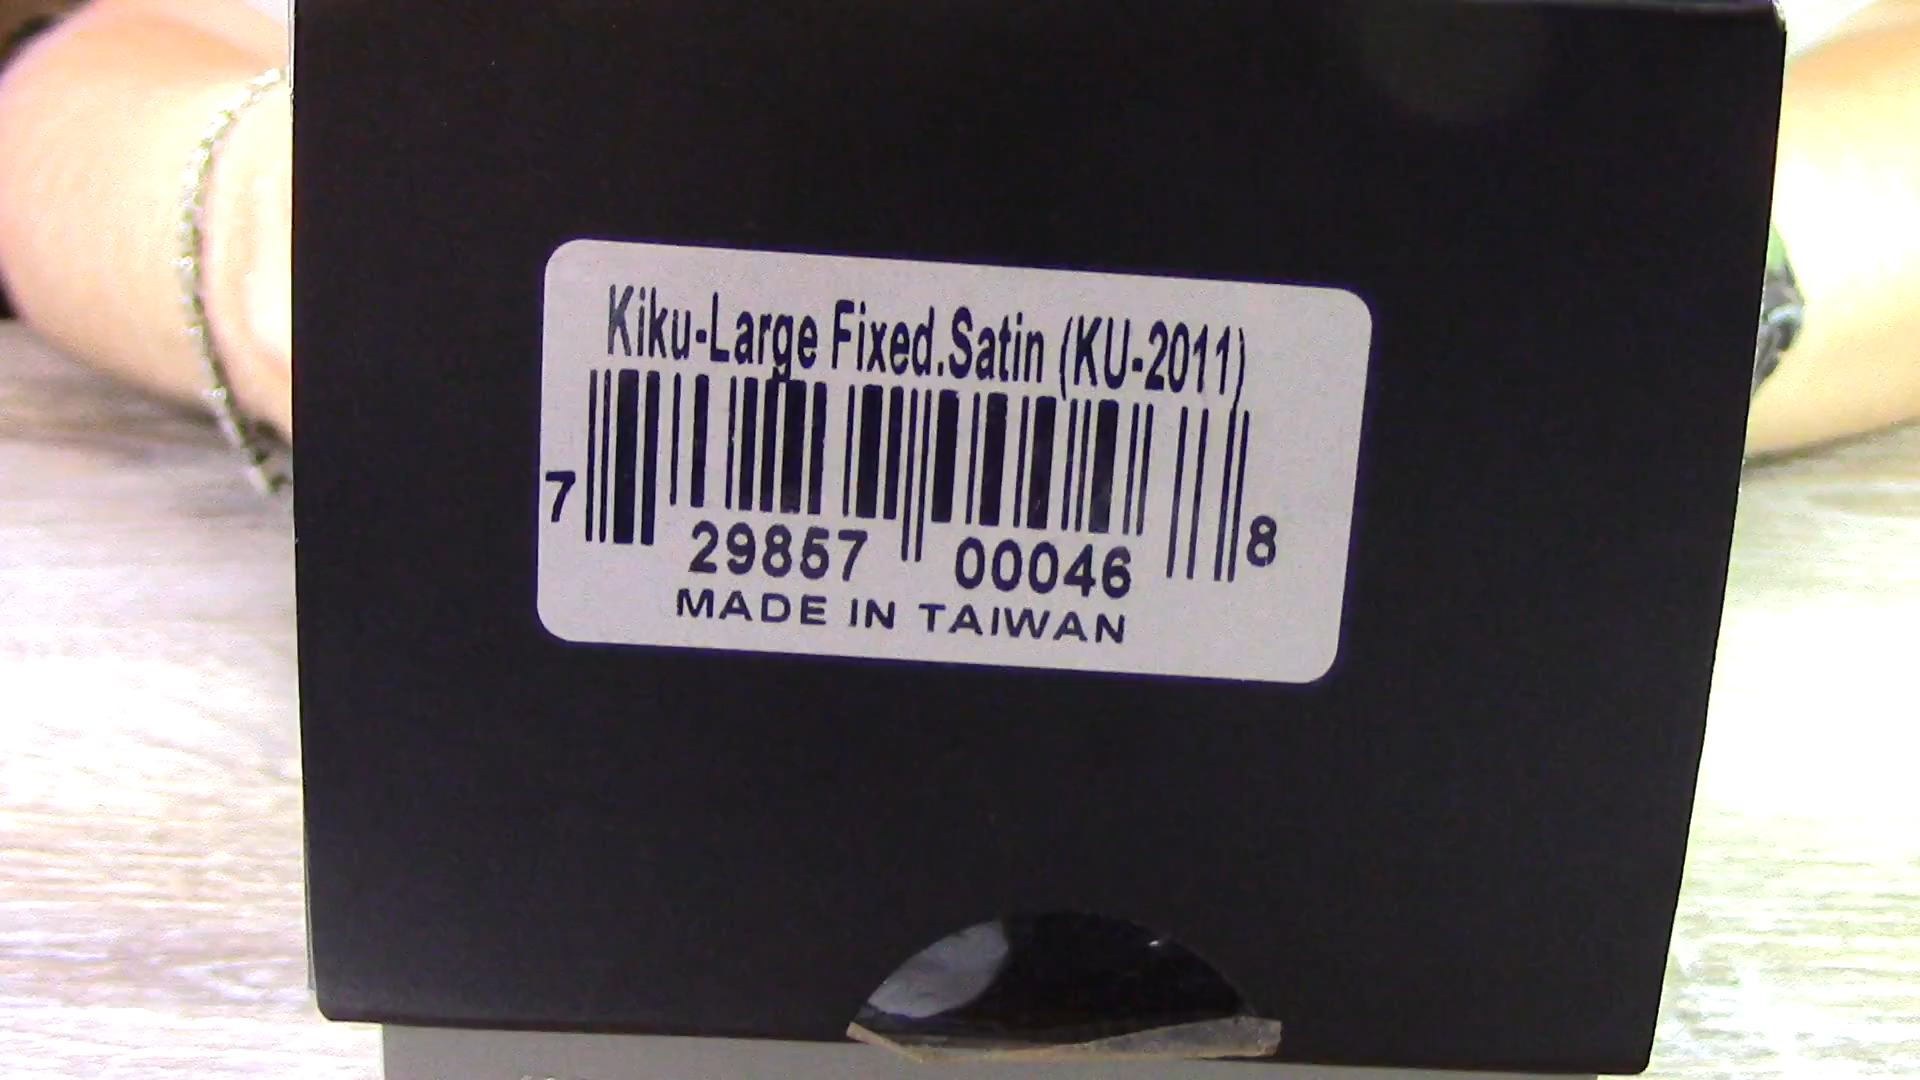 Kiku-Large Fixed.Satin (KU-2011)
7 29857 00046 8
MADE IN TAIWAN